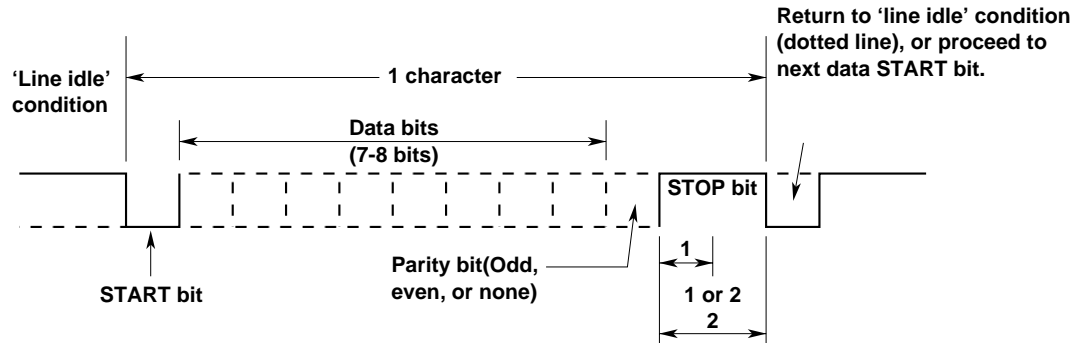 Return to ‘line idle’ condition
(dotted line), or proceed to
next data START bit.
‘Line idle’
condition
1 character
Data bits
(7-8 bits)
STOP bit
START bit
Parity bit(Odd,
even, or none)
1
1 or 2
2